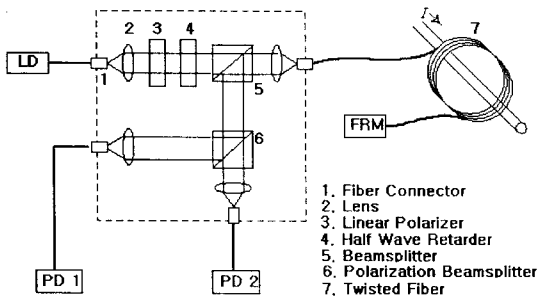 2 3 4
I
7
LD
1
5
FRM
6
1, Fiber Connector
2, Lens
3, Linear Polarizer
4, Half Wave Retarder
5, Beamsplitter
6, Polarization Beamsplitter
7, Twisted Fiber
PD 1
PD 2